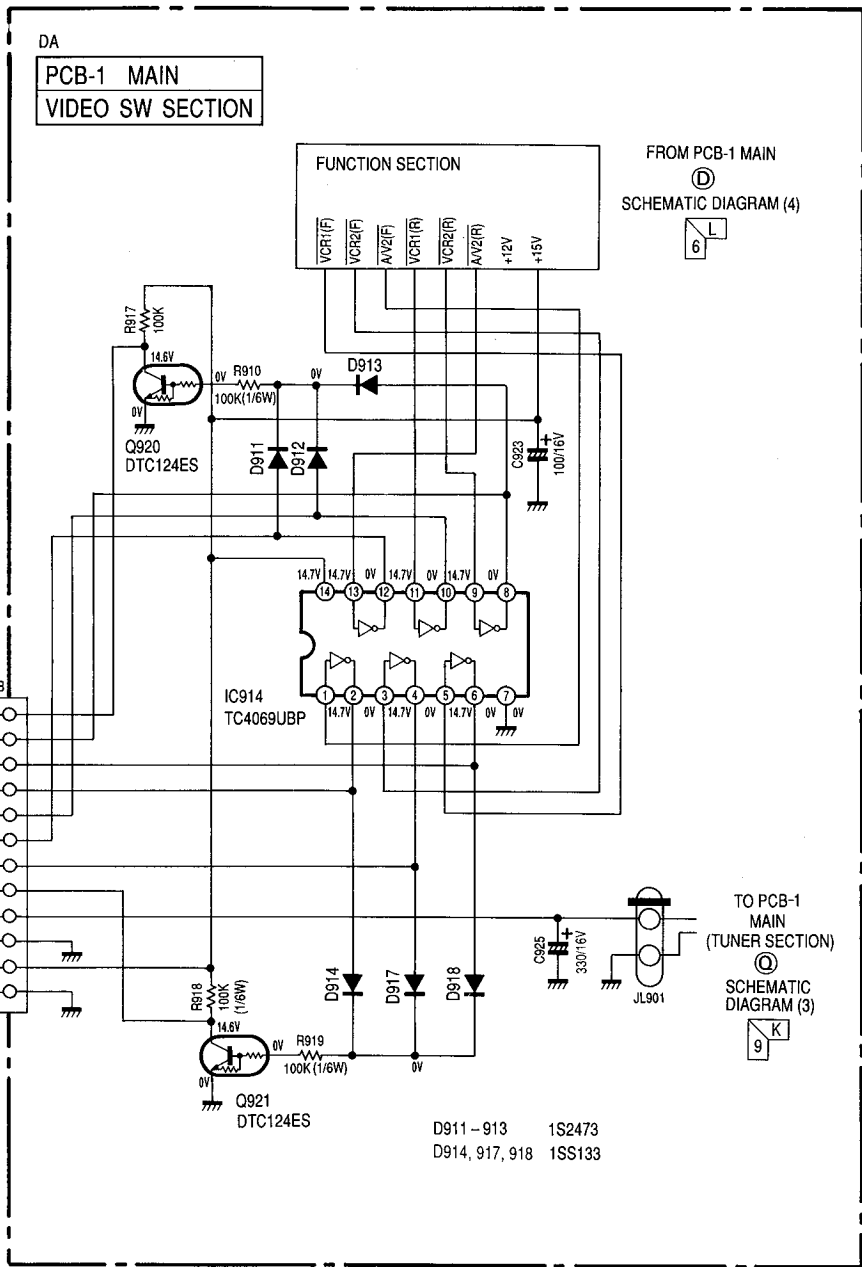 DA
PCB-1 MAIN
VIDEO SW SECTION
FUNCTION SECTION
VCR1(F)
VCR2(F)
A/V2(F)
VCR1(R)
VCR2(R)
A/V2(R)
+12V
+15V
FROM PCB-1 MAIN
D
SCHEMATIC DIAGRAM (4)
L
6
R917
100K
14.6V
0V
R910
100K(1/6W)
0V
D913
0V
Q920
DTC124ES
D911
D912
C923
+
100/16V
14.7V 14.7V 0V 14.7V 0V 14.7V 0V
14 13 12 11 10 9 8
IC914
TC4069UBP
1 2 3 4 5 6 7
14.7V 0V 14.7V 0V 14.7V 0V 0V
R918
100K
(1/6W)
14.6V
0V
R919
100K(1/6W)
0V
0V
Q921
DTC124ES
D914
D917
D918
C925
+
330/16V
JL901
TO PCB-1
MAIN
(TUNER SECTION)
Q
SCHEMATIC
DIAGRAM (3)
K
9
D911–913 1S2473
D914, 917, 918 1SS133